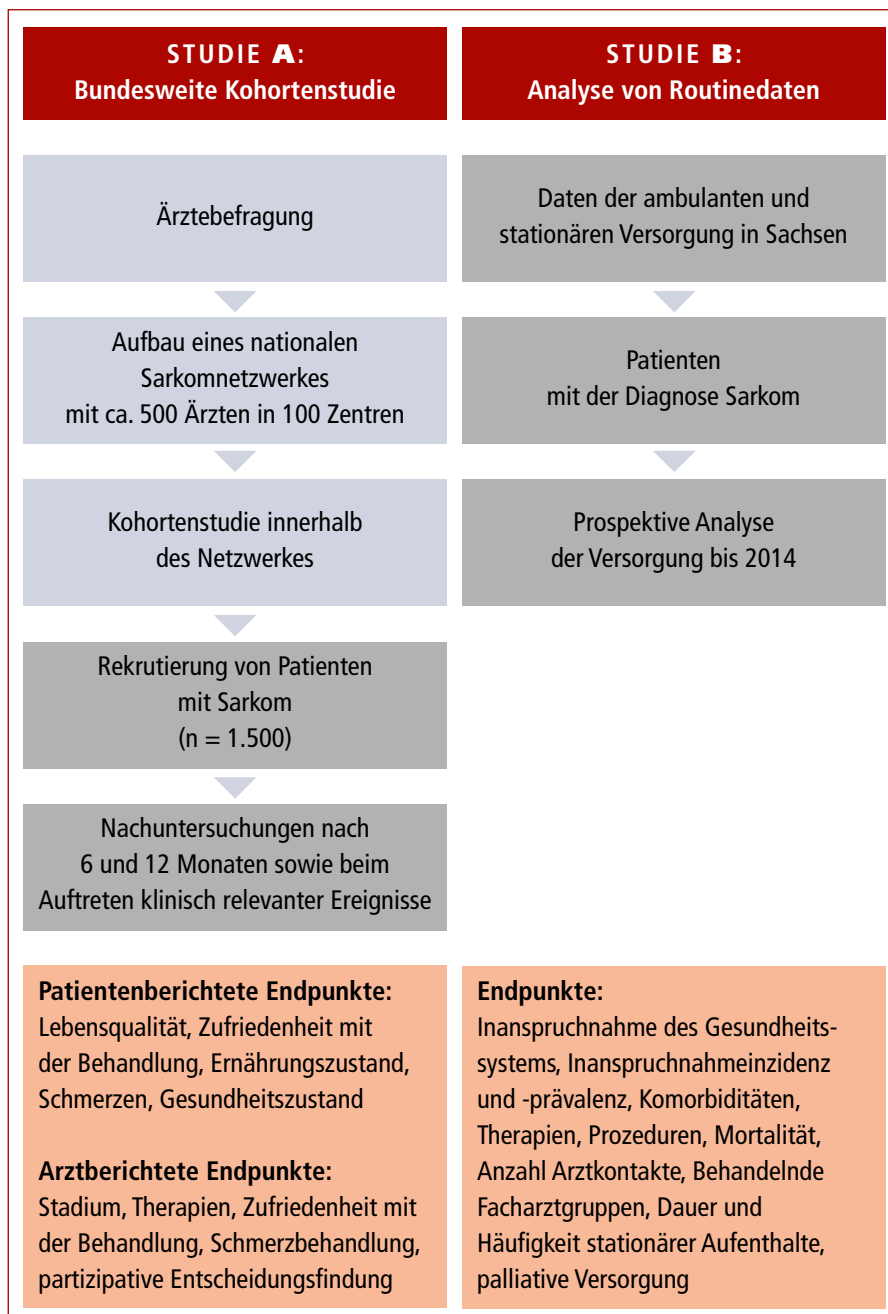 STUDIE A:
Bundesweite Kohortenstudie
Ärztebefragung
Aufbau eines nationalen
Sarkomnetzwerkes
mit ca. 500 Ärzten in 100 Zentren
Kohortenstudie innerhalb
des Netzwerkes
Rekrutierung von Patienten
mit Sarkom
(n = 1.500)
Nachuntersuchungen nach
6 und 12 Monaten sowie beim
Auftreten klinisch relevanter Ereignisse
Patientenberichtete Endpunkte:
Lebensqualität, Zufriedenheit mit
der Behandlung, Ernährungszustand,
Schmerzen, Gesundheitszustand
Arztberichtete Endpunkte:
Stadium, Therapien, Zufriedenheit mit
der Behandlung, Schmerzbehandlung,
partizipative Entscheidungsfindung
STUDIE B:
Analyse von Routinedaten
Daten der ambulanten und
stationären Versorgung in Sachsen
Patienten
mit der Diagnose Sarkom
Prospektive Analyse
der Versorgung bis 2014
Endpunkte:
Inanspruchnahme des Gesundheits-
systems, Inanspruchnahmeinzidenz
und -prävalenz, Komorbiditäten,
Therapien, Prozeduren, Mortalität,
Anzahl Arztkontakte, Behandelnde
Facharztgruppen, Dauer und
Häufigkeit stationärer Aufenthalte,
palliative Versorgung